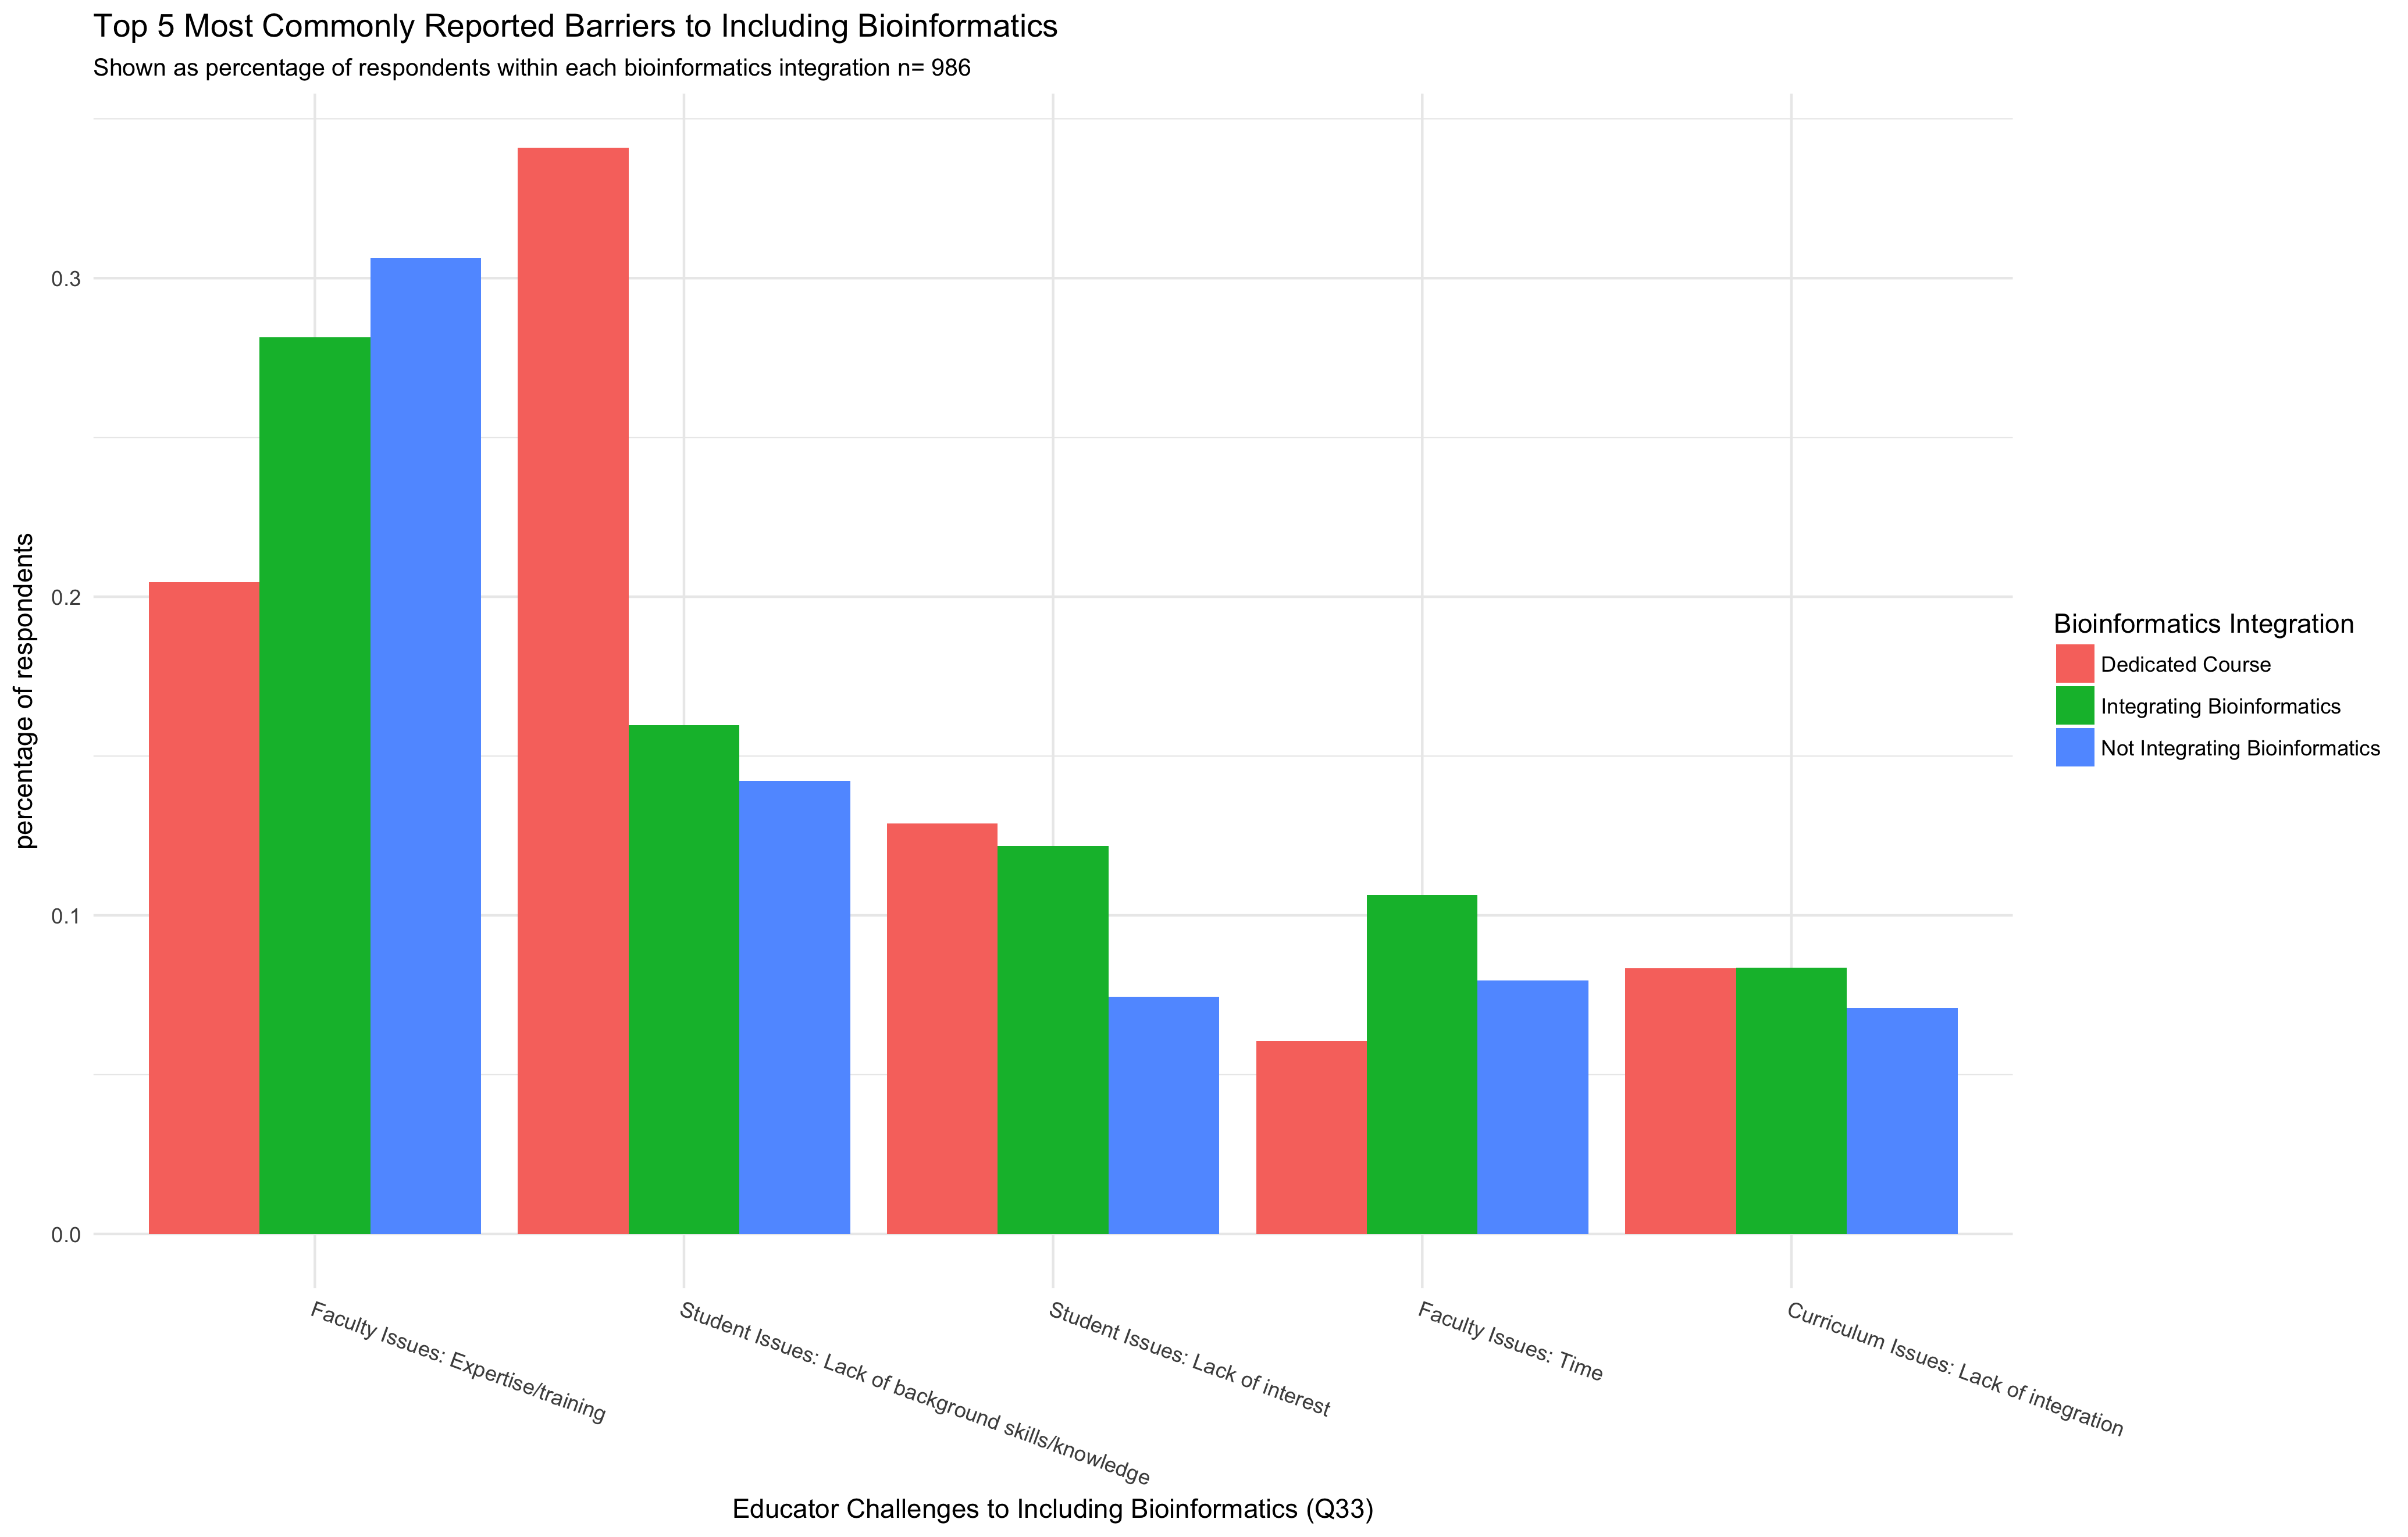 Top 5 Most Commonly Reported Barriers to Including Bioinformatics
Shown as percentage of respondents within each bioinformatics integration n= 986
percentage of respondents
0.3
0.2
0.1
0.0
Faculty Issues: Expertise/training
Student Issues: Lack of background skills/knowledge
Student Issues: Lack of interest
Faculty Issues: Time
Curriculum Issues: Lack of integration
Educator Challenges to Including Bioinformatics (Q33)
Bioinformatics Integration
Dedicated Course
Integrating Bioinformatics
Not Integrating Bioinformatics